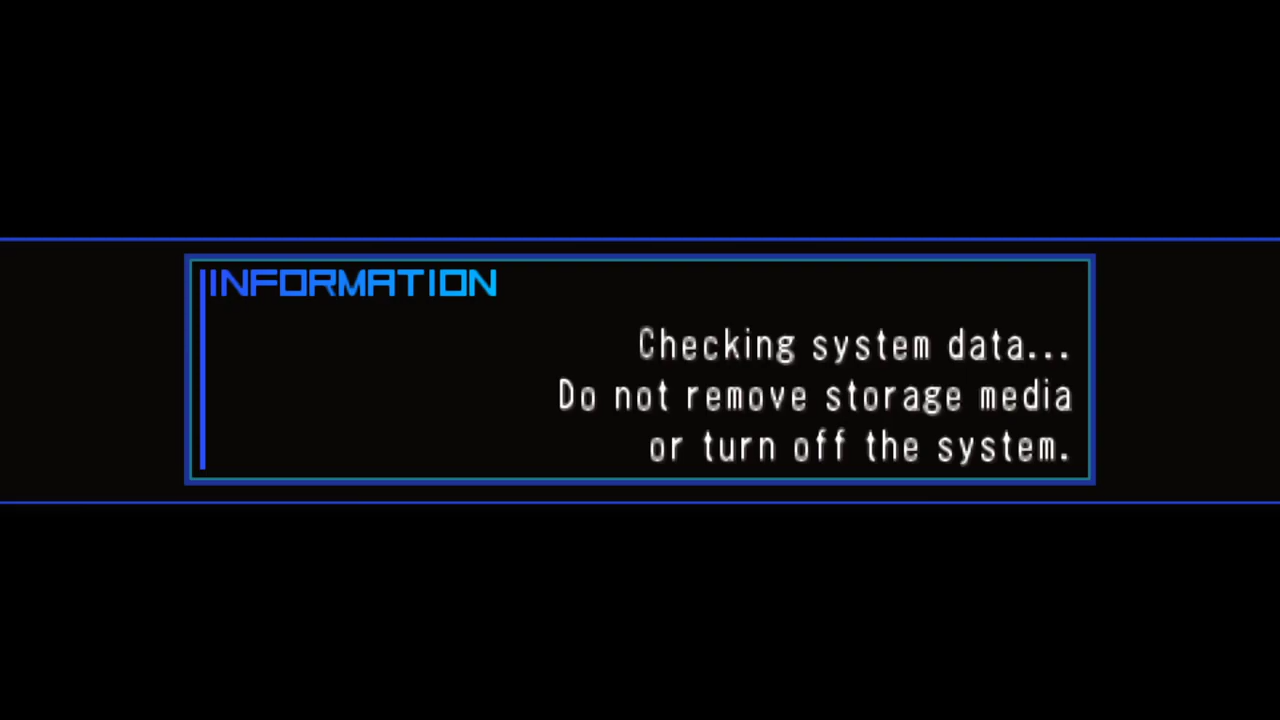 INFORMATION
Checking system data...
Do not remove storage media
or turn off the system.